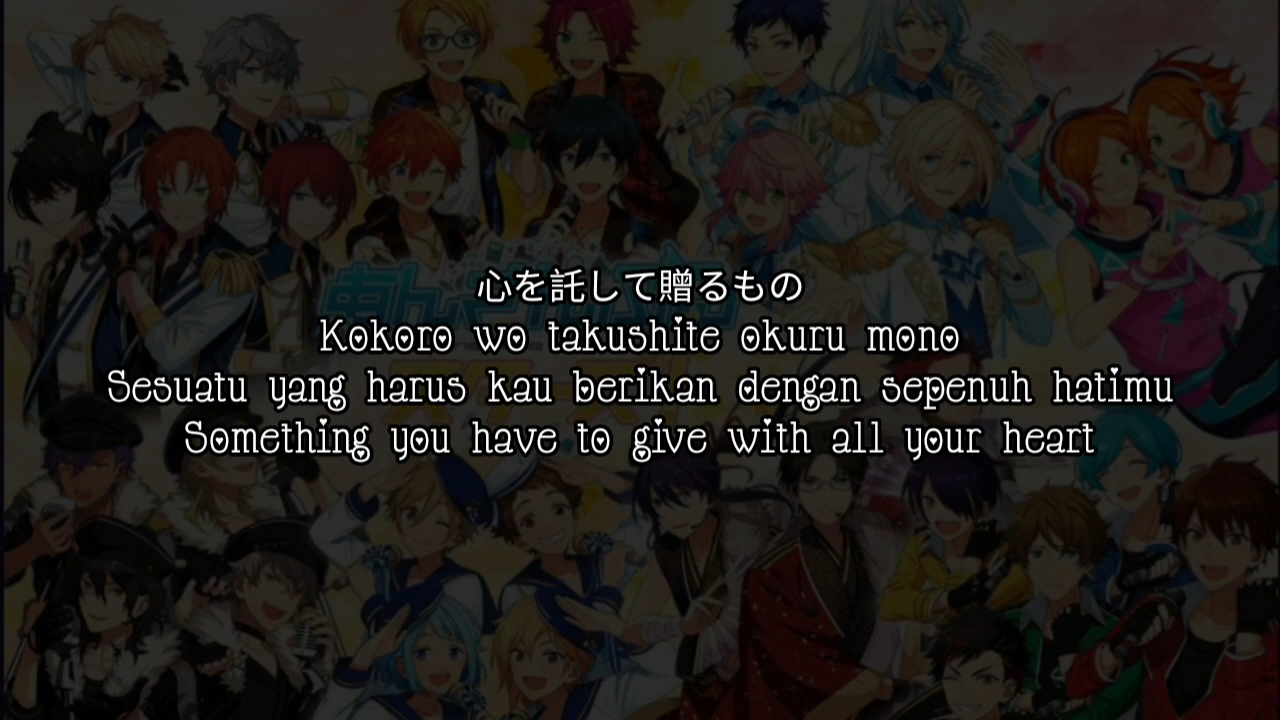 心を託して贈るもの
Kokoro wo takushite okuru mono
Sesuatu yang harus kau berikan dengan sepenuh hatimu
Something you have to give with all your heart